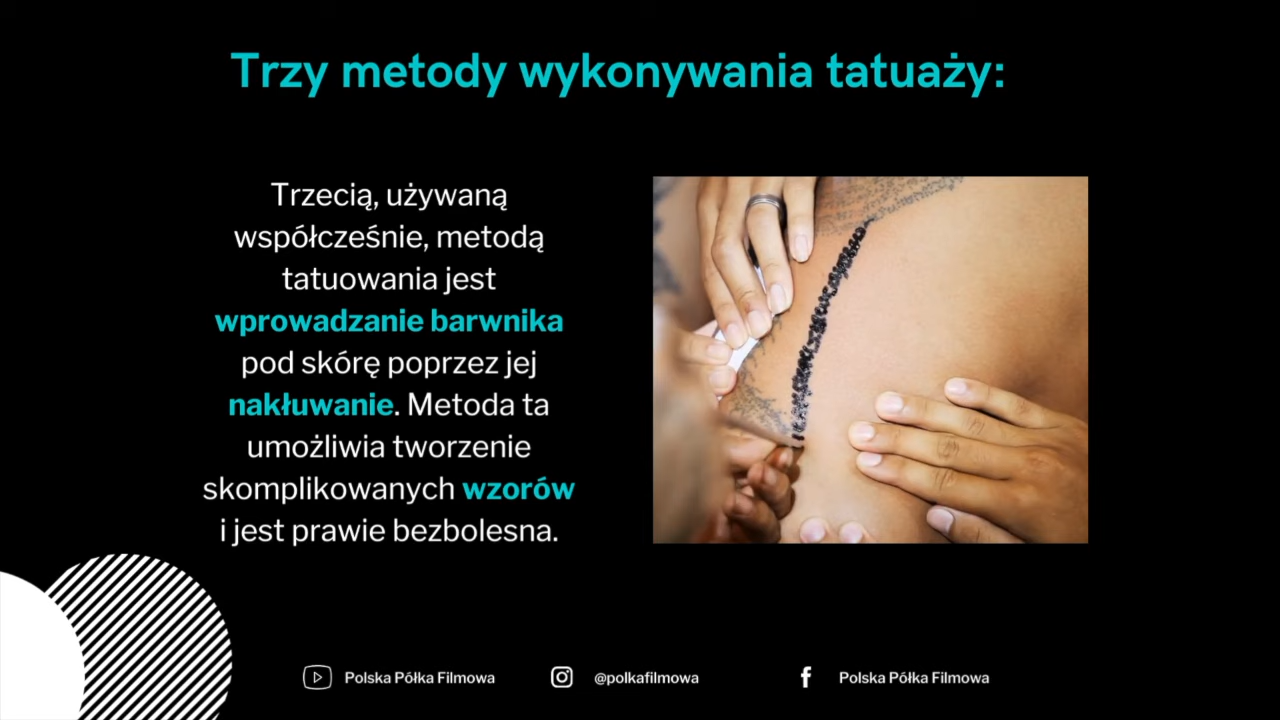 Trzy metody wykonywania tatuaży:
Trzecią, używaną
współcześnie, metodą
tatuowania jest
wprowadzanie barwnika
pod skórę poprzez jej
nakłuwanie. Metoda ta
umożliwia tworzenie
skomplikowanych wzorów
i jest prawie bezbolesna.
Polska Półka Filmowa
@polkafilmowa
Polska Półka Filmowa